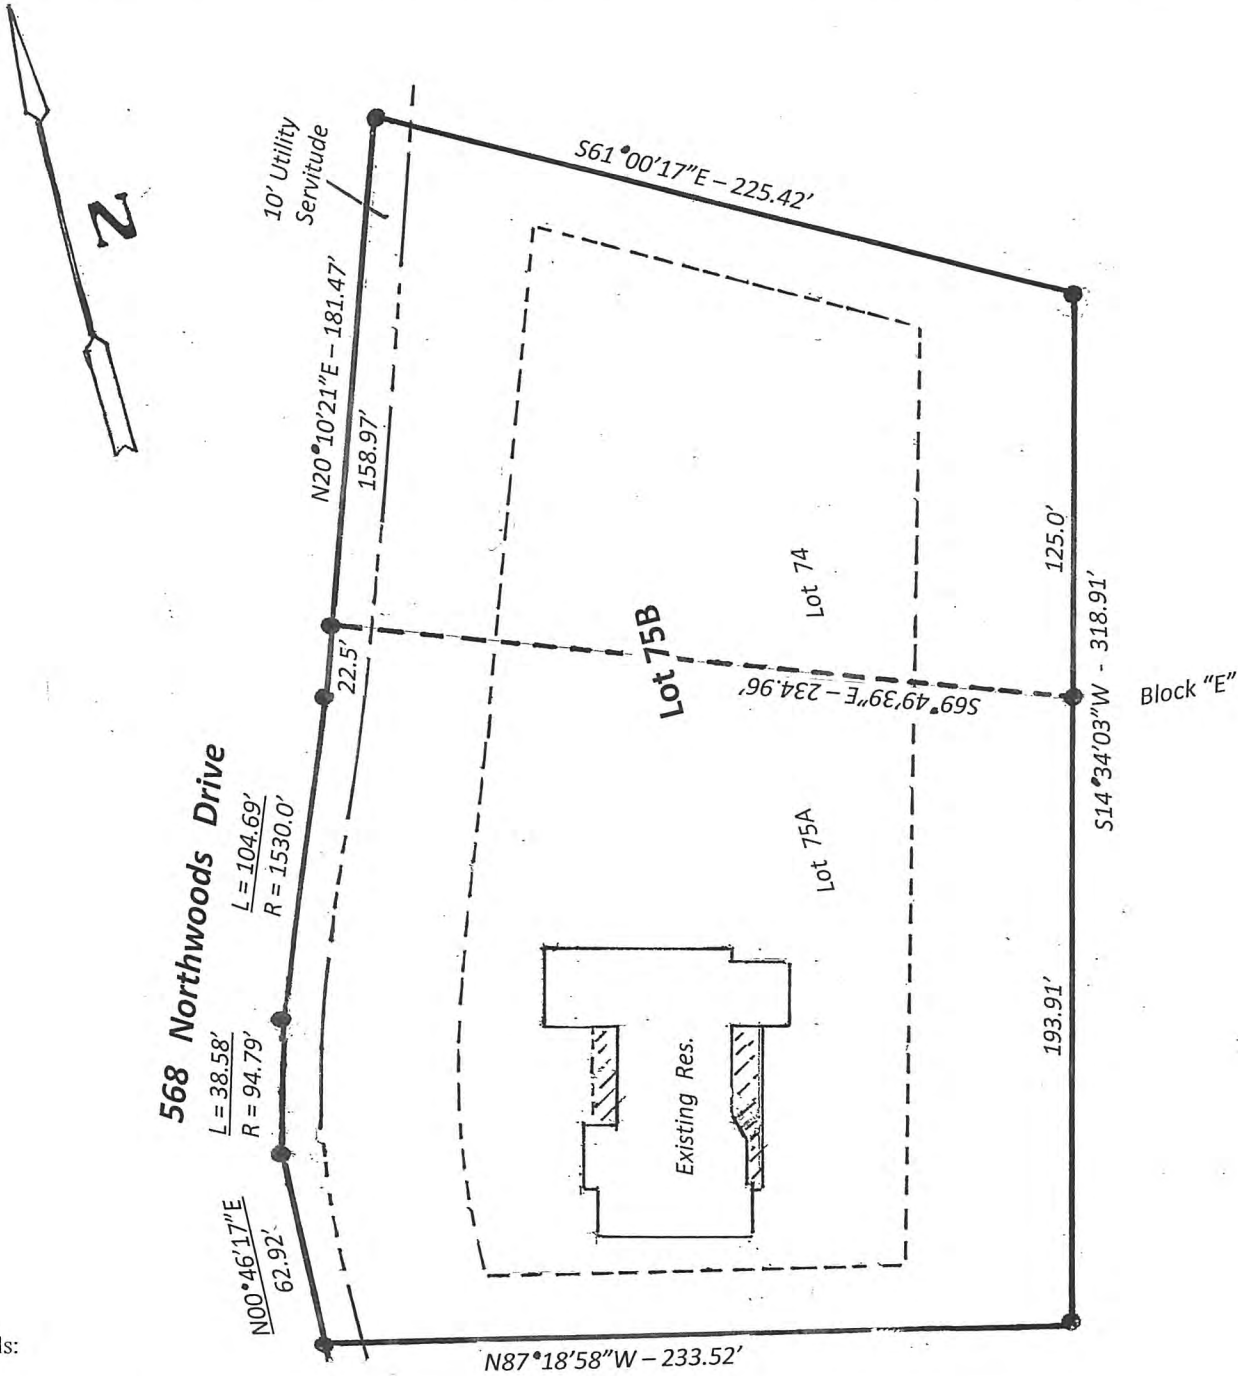 N
10' Utility
Servitude
S61°00'17"E – 225.42'
N20°10'21"E – 181.47'
158.97'
22.5'
568 Northwoods Drive
L = 104.69'
R = 1530.0'
L = 38.58'
R = 94.79'
N00°46'17"E
62.92'
Lot 74
Lot 75B
S69°49'39"E – 234.96'
Lot 75A
125.0'
S14°34'03"W - 318.91'
Block "E"
193.91'
Existing Res.
N87°18'58"W – 233.52'
ds: